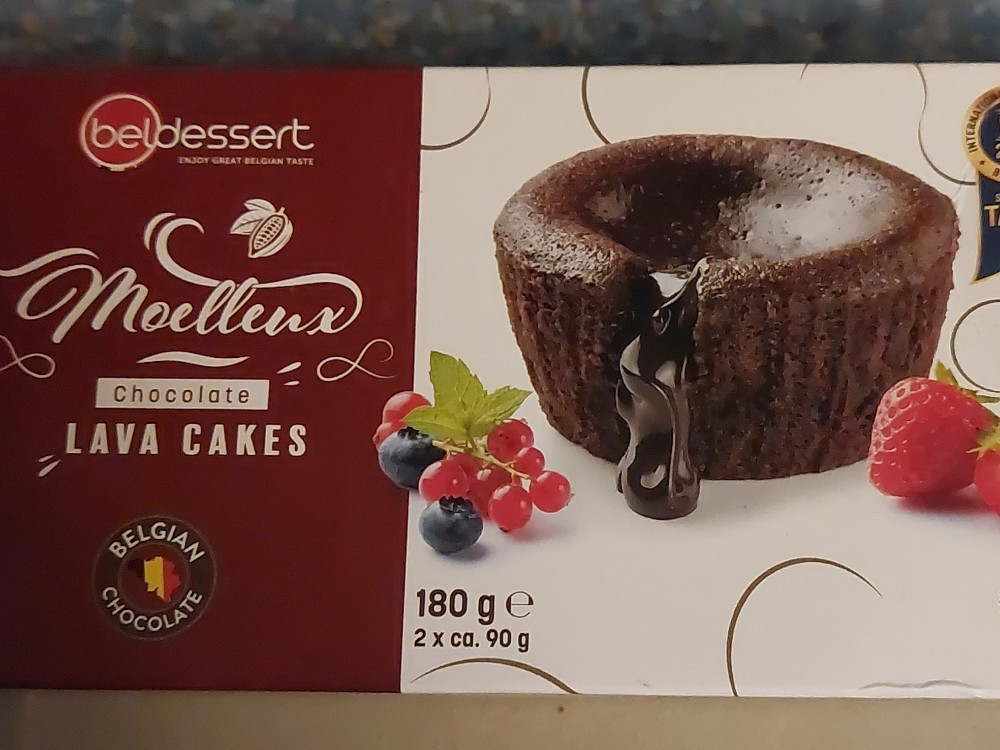 beldessert
ENJOY GREAT BELGIAN TASTE
Moelleux
Chocolate
LAVA CAKES
BELGIAN
CHOCOLATE
180 g ℮
2 x ca. 90 g